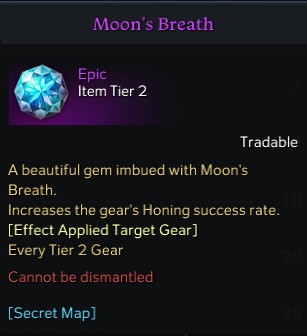 Moon's Breath
Epic
Item Tier 2
Tradable
A beautiful gem imbued with Moon's
Breath.
Increases the gear's Honing success rate.
[Effect Applied Target Gear]
Every Tier 2 Gear
Cannot be dismantled
[Secret Map]